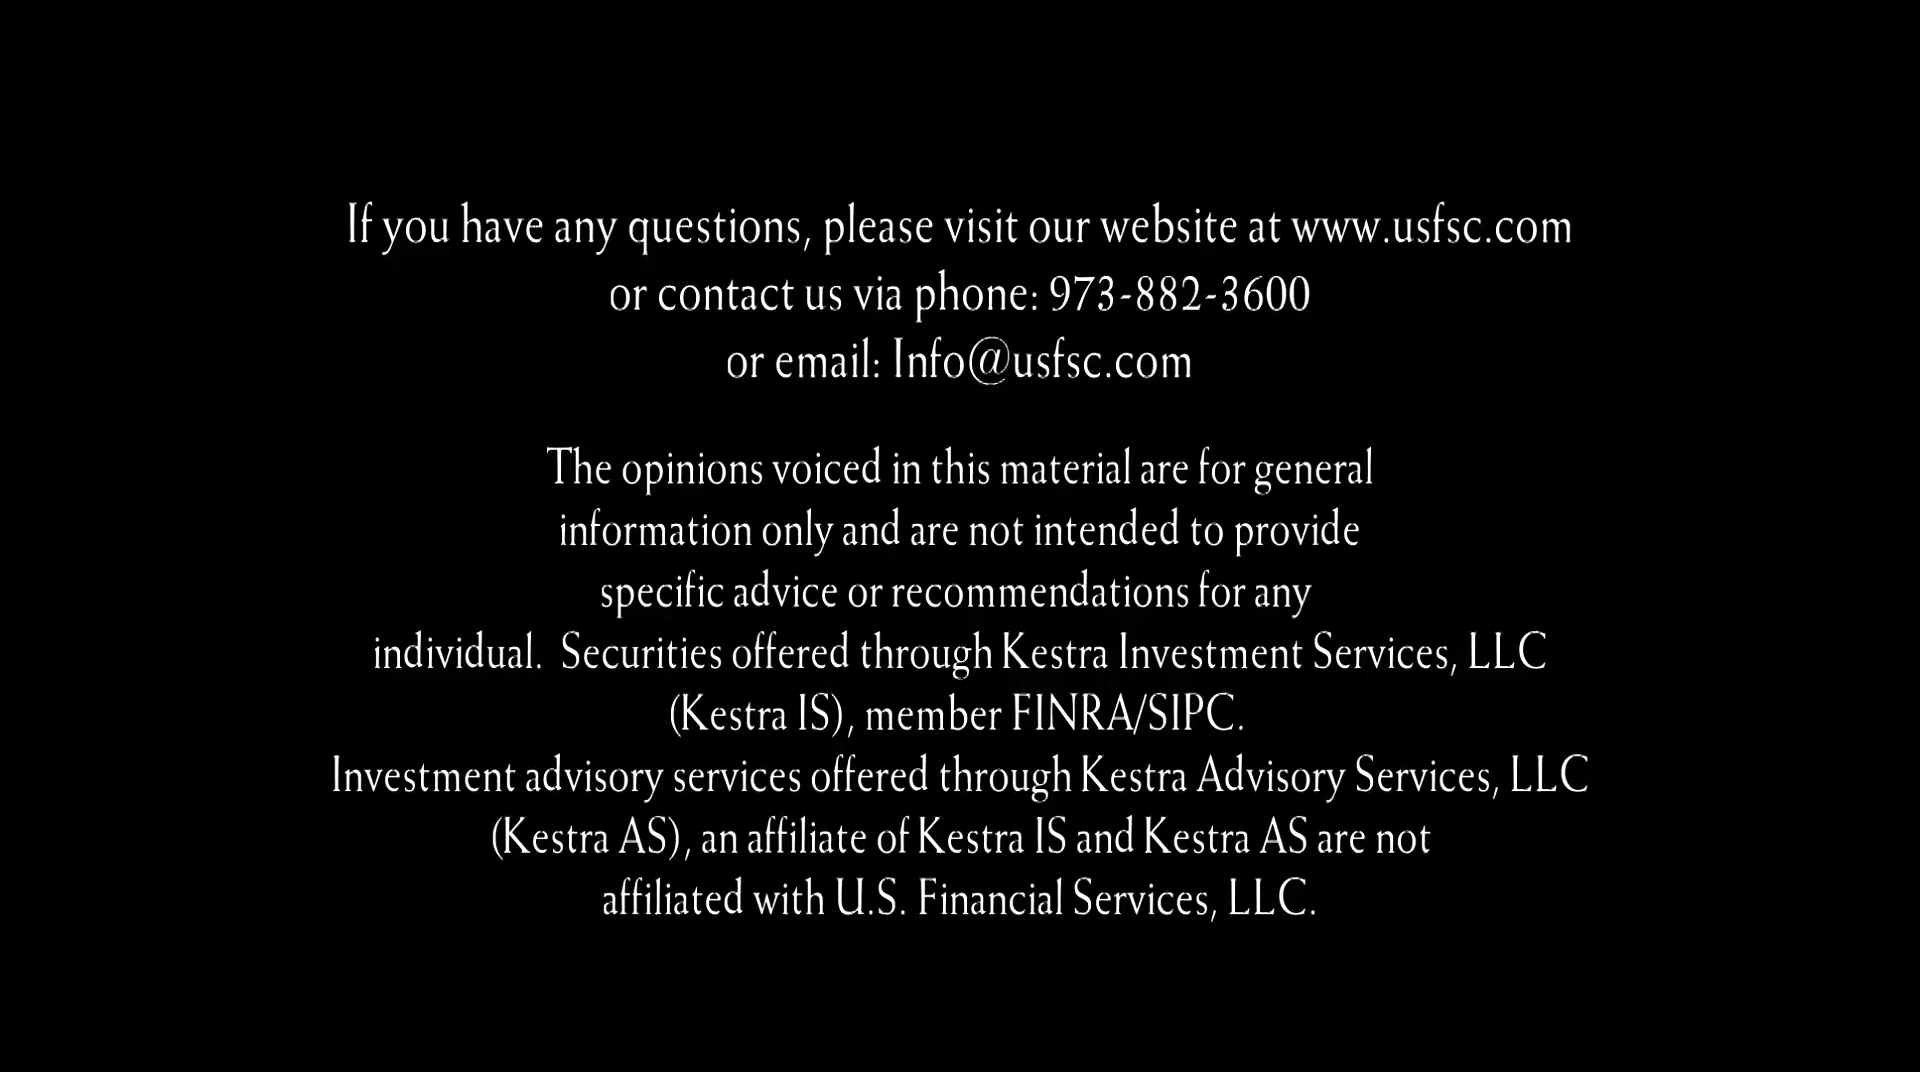 If you have any questions, please visit our website at www.usfsc.com
or contact us via phone: 973-882-3600
or email: Info@usfsc.com
The opinions voiced in this material are for general
information only and are not intended to provide
specific advice or recommendations for any
individual.  Securities offered through Kestra Investment Services, LLC
(Kestra IS), member FINRA/SIPC.
Investment advisory services offered through Kestra Advisory Services, LLC
(Kestra AS), an affiliate of Kestra IS and Kestra AS are not
affiliated with U.S. Financial Services, LLC.